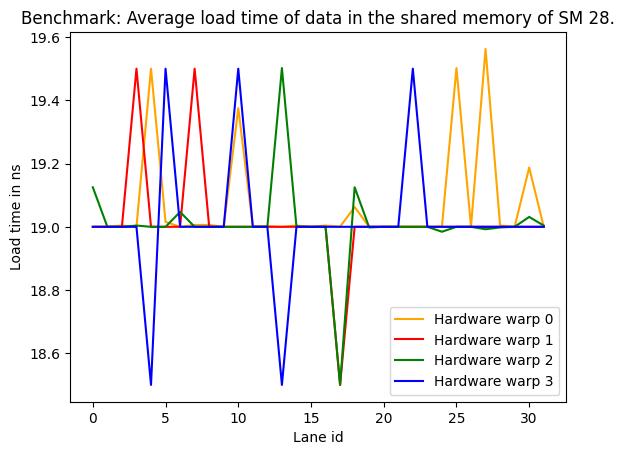 Benchmark: Average load time of data in the shared memory of SM 28.
19.6
19.4
19.2
19.0
18.8
18.6
Load time in ns
Hardware warp 0
Hardware warp 1
Hardware warp 2
Hardware warp 3
0 5 10 15 20 25 30
Lane id